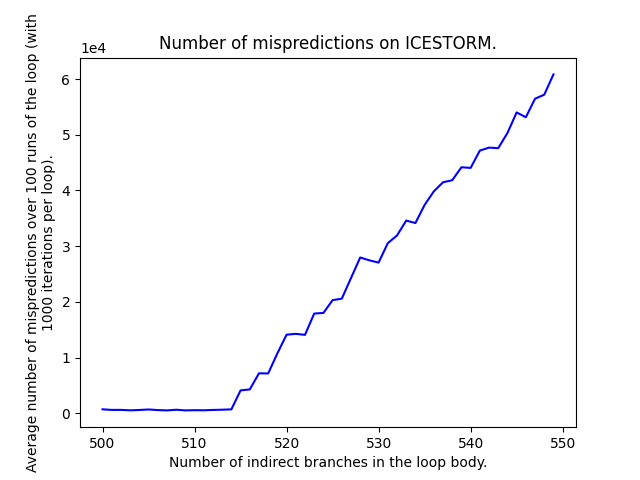 Number of mispredictions on ICESTORM.
1e4
Average number of mispredictions over 100 runs of the loop (with
1000 iterations per loop).
6
5
4
3
2
1
0
500 510 520 530 540 550
Number of indirect branches in the loop body.